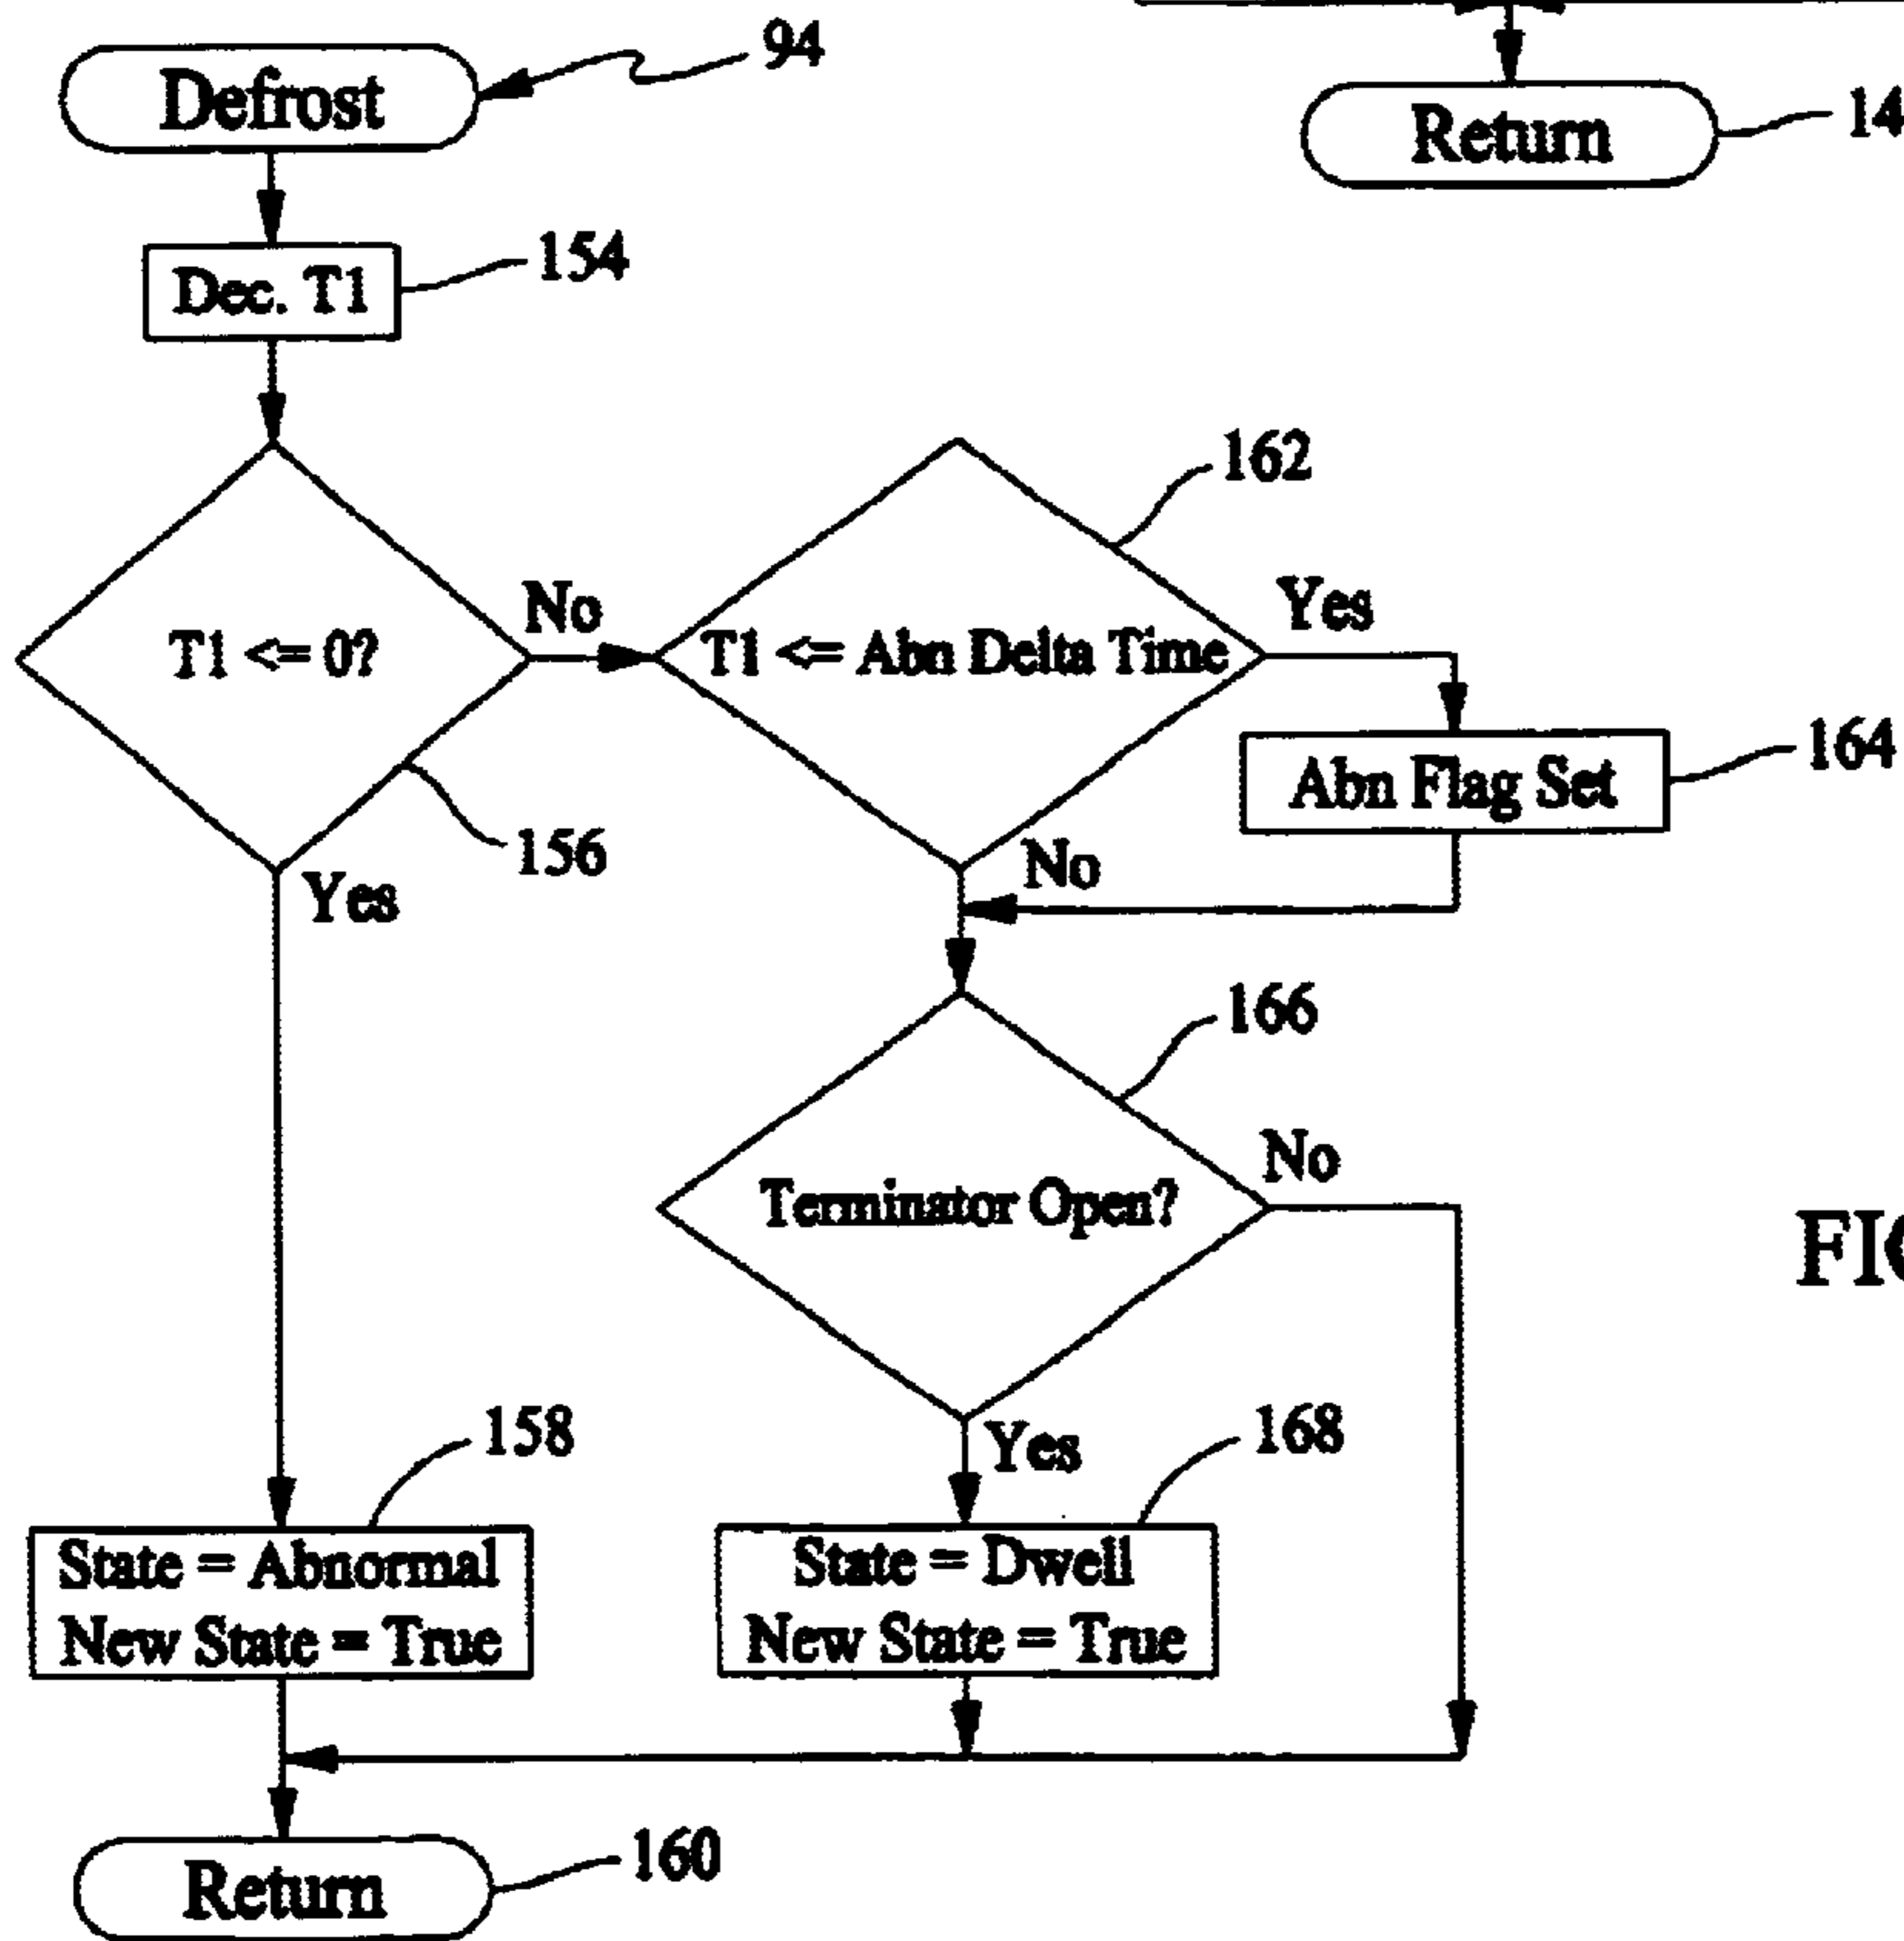 Defrost
94
Return
14
Dec. T1
154
T1 <= 0?
156
No
Yes
T1 <= Abn Delta Time
162
Yes
No
Abn Flag Set
164
Terminator Open?
166
No
Yes
FIG
State = Abnormal
New State = True
158
State = Dwell
New State = True
168
Return
160